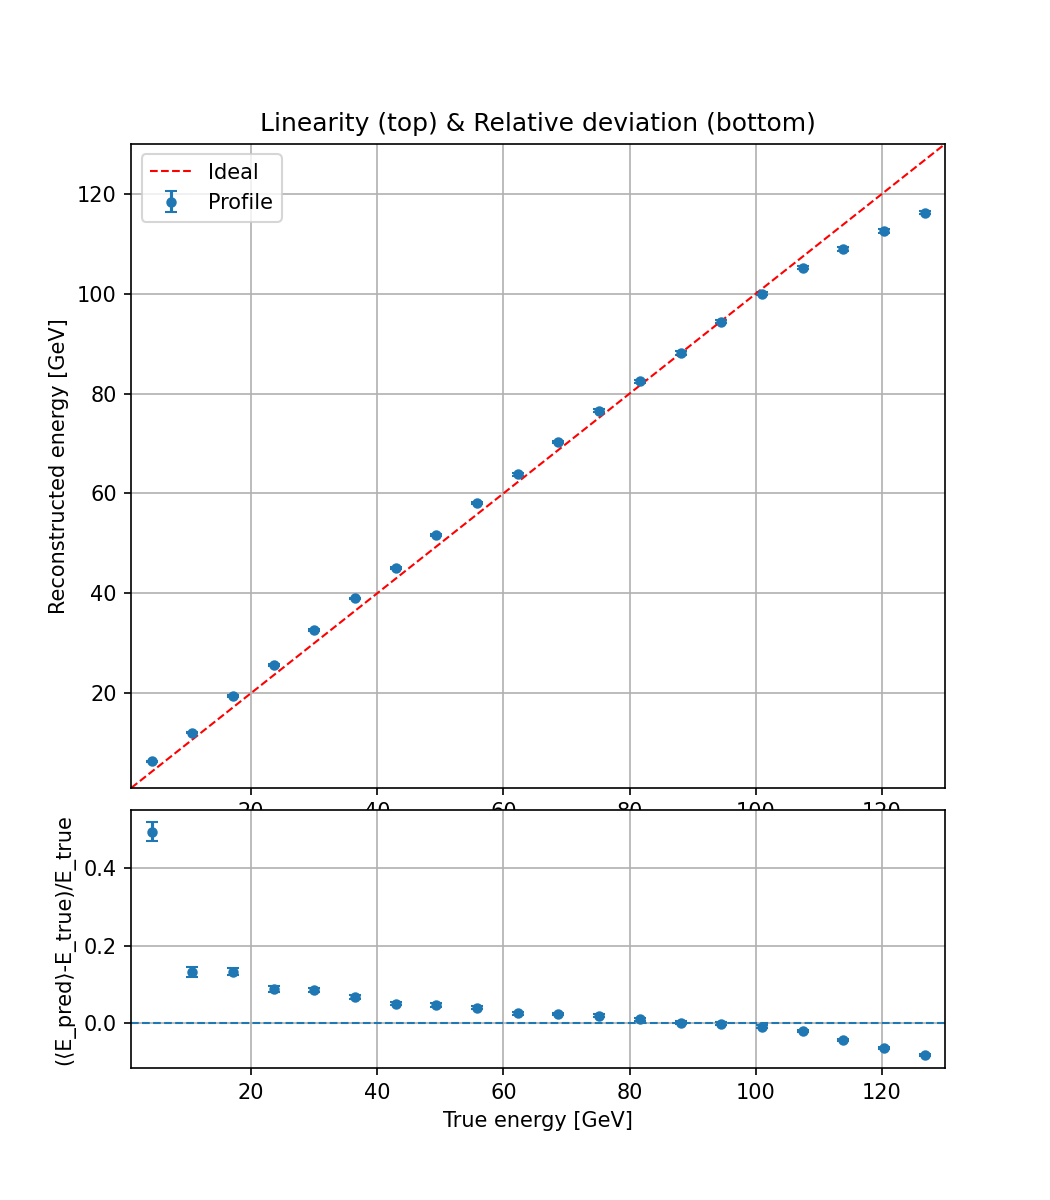 Linearity (top) & Relative deviation (bottom)
Ideal
Profile
Reconstructed energy [GeV]
120
100
80
60
40
20
20 40 60 80 100 120
(⟨E_pred⟩-E_true)/E_true
0.4
0.2
0.0
20 40 60 80 100 120
True energy [GeV]